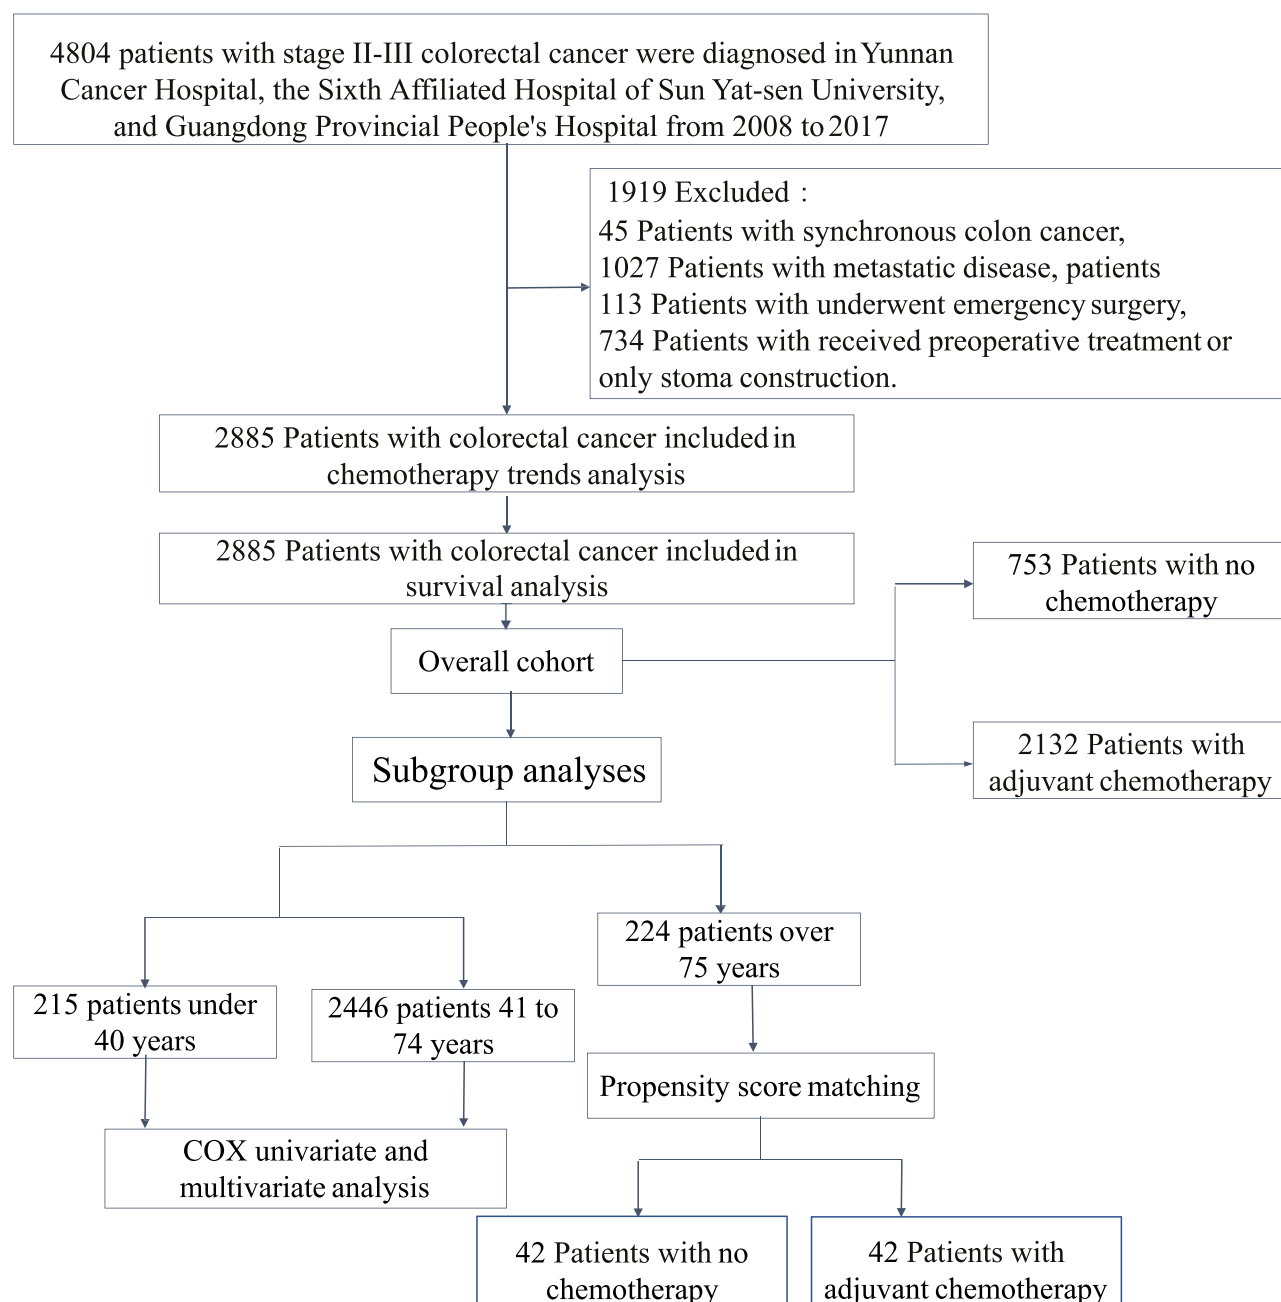 4804 patients with stage II-III colorectal cancer were diagnosed in Yunnan
Cancer Hospital, the Sixth Affiliated Hospital of Sun Yat-sen University,
and Guangdong Provincial People's Hospital from 2008 to 2017
1919 Excluded：
45 Patients with synchronous colon cancer,
1027 Patients with metastatic disease, patients
113 Patients with underwent emergency surgery,
734 Patients with received preoperative treatment or
only stoma construction.
2885 Patients with colorectal cancer included in
chemotherapy trends analysis
2885 Patients with colorectal cancer included in
survival analysis
753 Patients with no
chemotherapy
Overall cohort
2132 Patients with
adjuvant chemotherapy
Subgroup analyses
224 patients over
75 years
215 patients under
40 years
2446 patients 41 to
74 years
Propensity score matching
COX univariate and
multivariate analysis
42 Patients with no
chemotherapy
42 Patients with
adjuvant chemotherapy